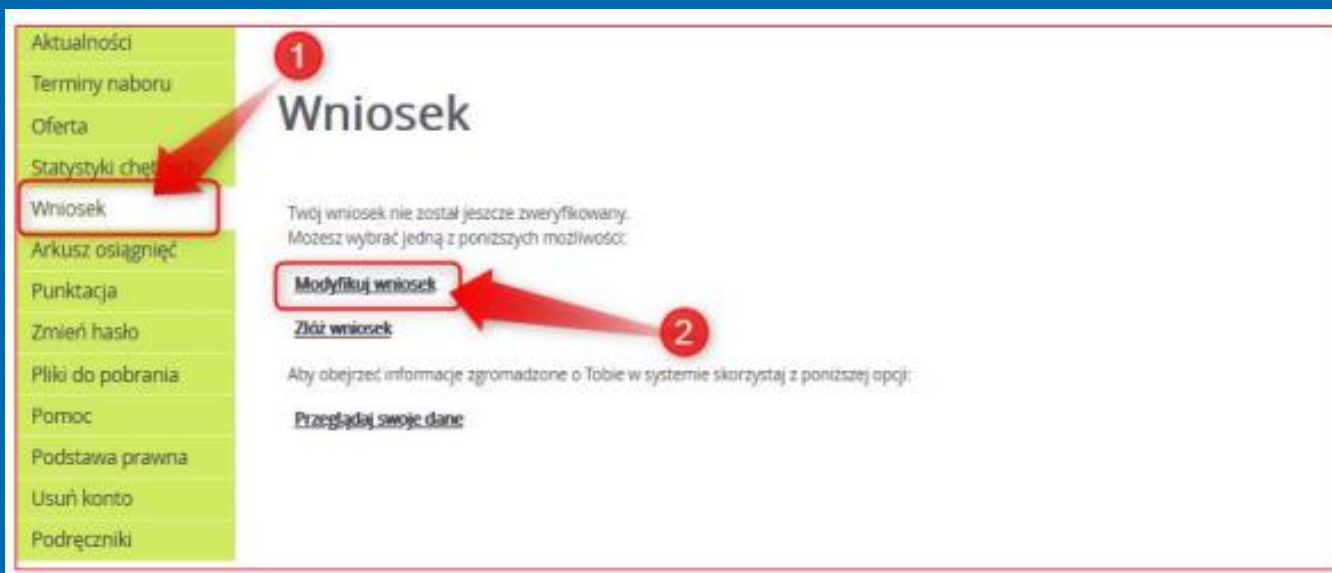 Aktualności
Terminy naboru
Oferta
Statystyki
Wniosek
Arkusz osiągnięć
Punktacja
Zmień hasło
Pliki do pobrania
Pomoc
Podstawa prawna
Usuń konto
Podręczniki
1
Wniosek
Twój wniosek nie został jeszcze zweryfikowany.
Możesz wybrać jedną z poniższych możliwości:
Modyfikuj wniosek
2
Złóż wniosek
Aby obejrzeć informacje zgromadzone o Tobie w systemie skorzystaj z poniższej opcji:
Przeglądaj swoje dane